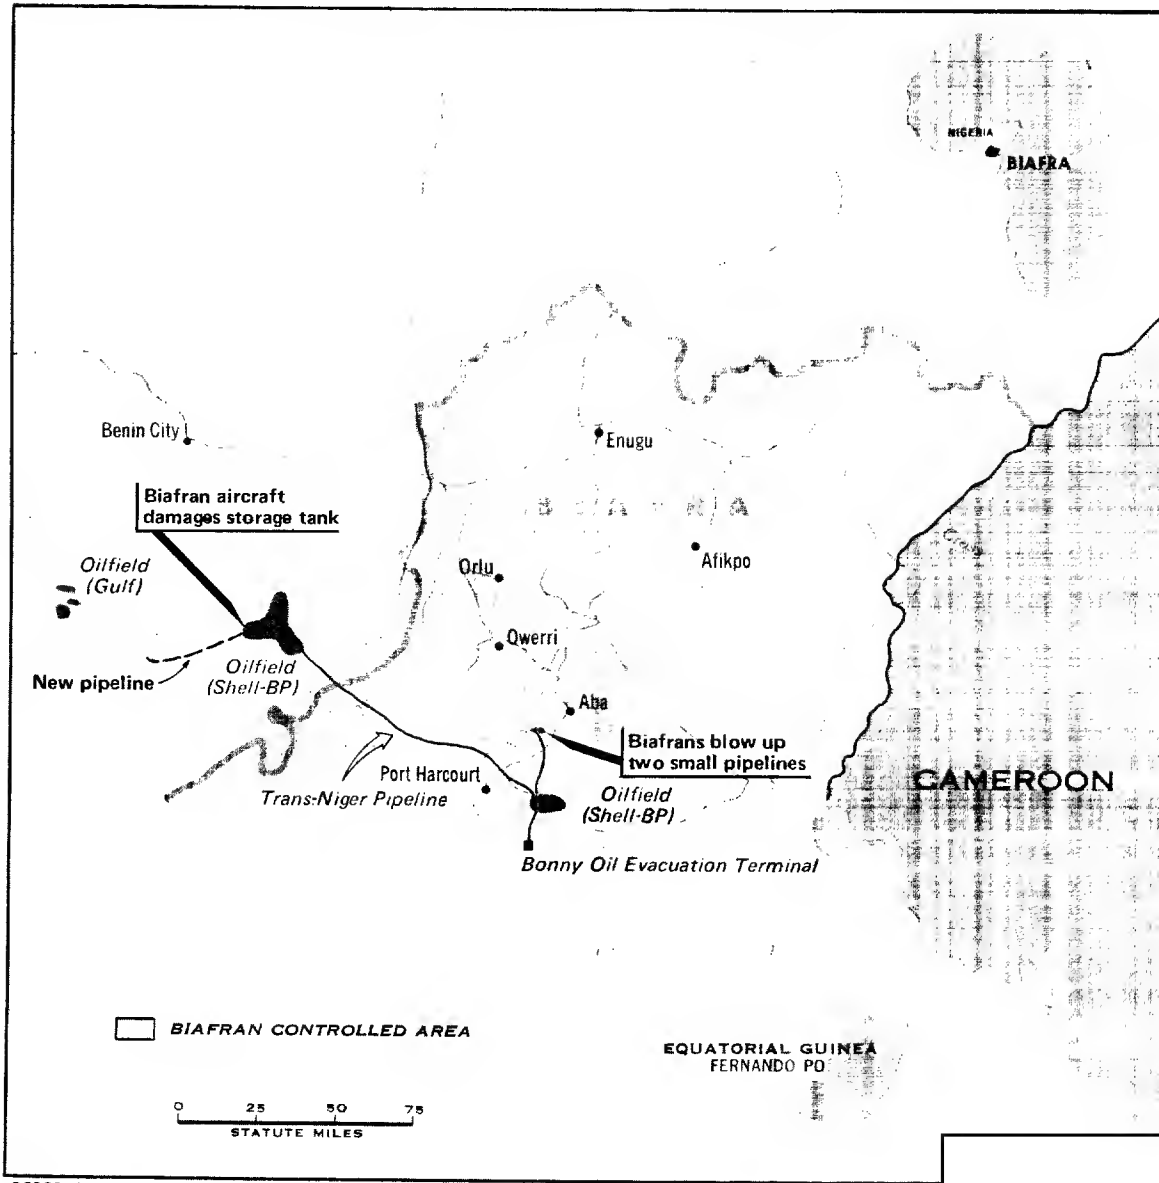 NIGERIA
BIAFRA
Benin City
Enugu
Biafran aircraft
damages storage tank
BIAFRA
Afikpo
Orlu
Oilfield
(Gulf)
Owerri
Oilfield
(Shell-BP)
New pipeline
Aba
Biafrans blow up
two small pipelines
Port Harcourt
Trans-Niger Pipeline
Oilfield
(Shell-BP)
CAMEROON
Bonny Oil Evacuation Terminal
BIAFRAN CONTROLLED AREA
EQUATORIAL GUINEA
FERNANDO PO
0 25 50 75
STATUTE MILES